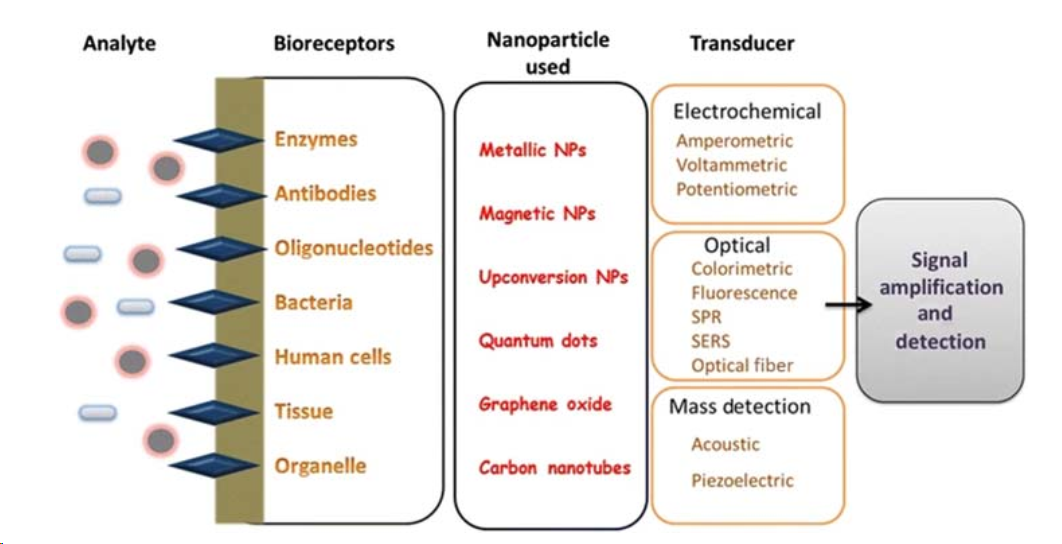 Analyte
Bioreceptors
Nanoparticle
used
Transducer
Enzymes
Antibodies
Oligonucleotides
Bacteria
Human cells
Tissue
Organelle
Metallic NPs
Magnetic NPs
Upconversion NPs
Quantum dots
Graphene oxide
Carbon nanotubes
Electrochemical
Amperometric
Voltammetric
Potentiometric
Optical
Colorimetric
Fluorescence
SPR
SERS
Optical fiber
Mass detection
Acoustic
Piezoelectric
Signal
amplification
and
detection